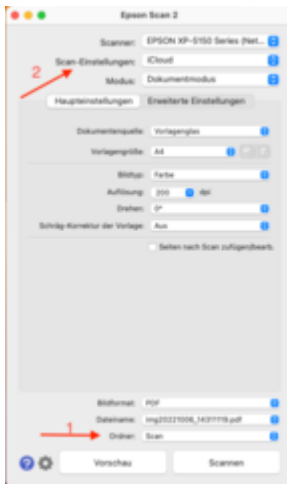 Epson Scan 2
Scanner: EPSON XP-5150 Series (Net...
2
Scan-Einstellungen: iCloud
Modus: Dokumentmodus
Haupteinstellungen Erweiterte Einstellungen
Dokumentenquelle: Vorlagenglas
Vorlagengröße: A4
Bildtyp: Farbe
Auflösung: 200 dpi
Drehen: 0°
Schräg-Korrektur der Vorlage: Aus
Seiten nach Scan zufügen/bearb.
Bildformat: PDF
Dateiname: img20221006_14311119.pdf
1
Ordner: Scan
? Vorschau Scannen